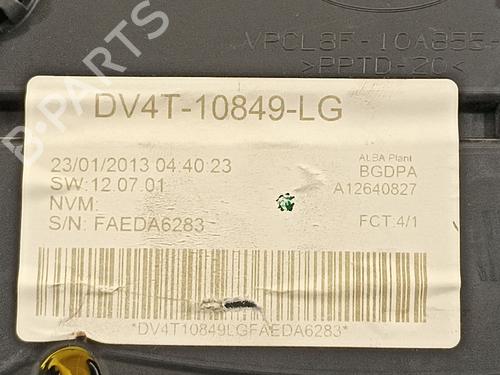 VPCL8F-10A855-
>PPTD-20<
DV4T-10849-LG
23/01/2013 04:40:23
SW:12.07.01
NVM:
S/N: FAEDA6283
ALBA Plant
BGDPA
A12640827
FCT:4/1
*DV4T10849LGFAEDA6283*
B-PARTS